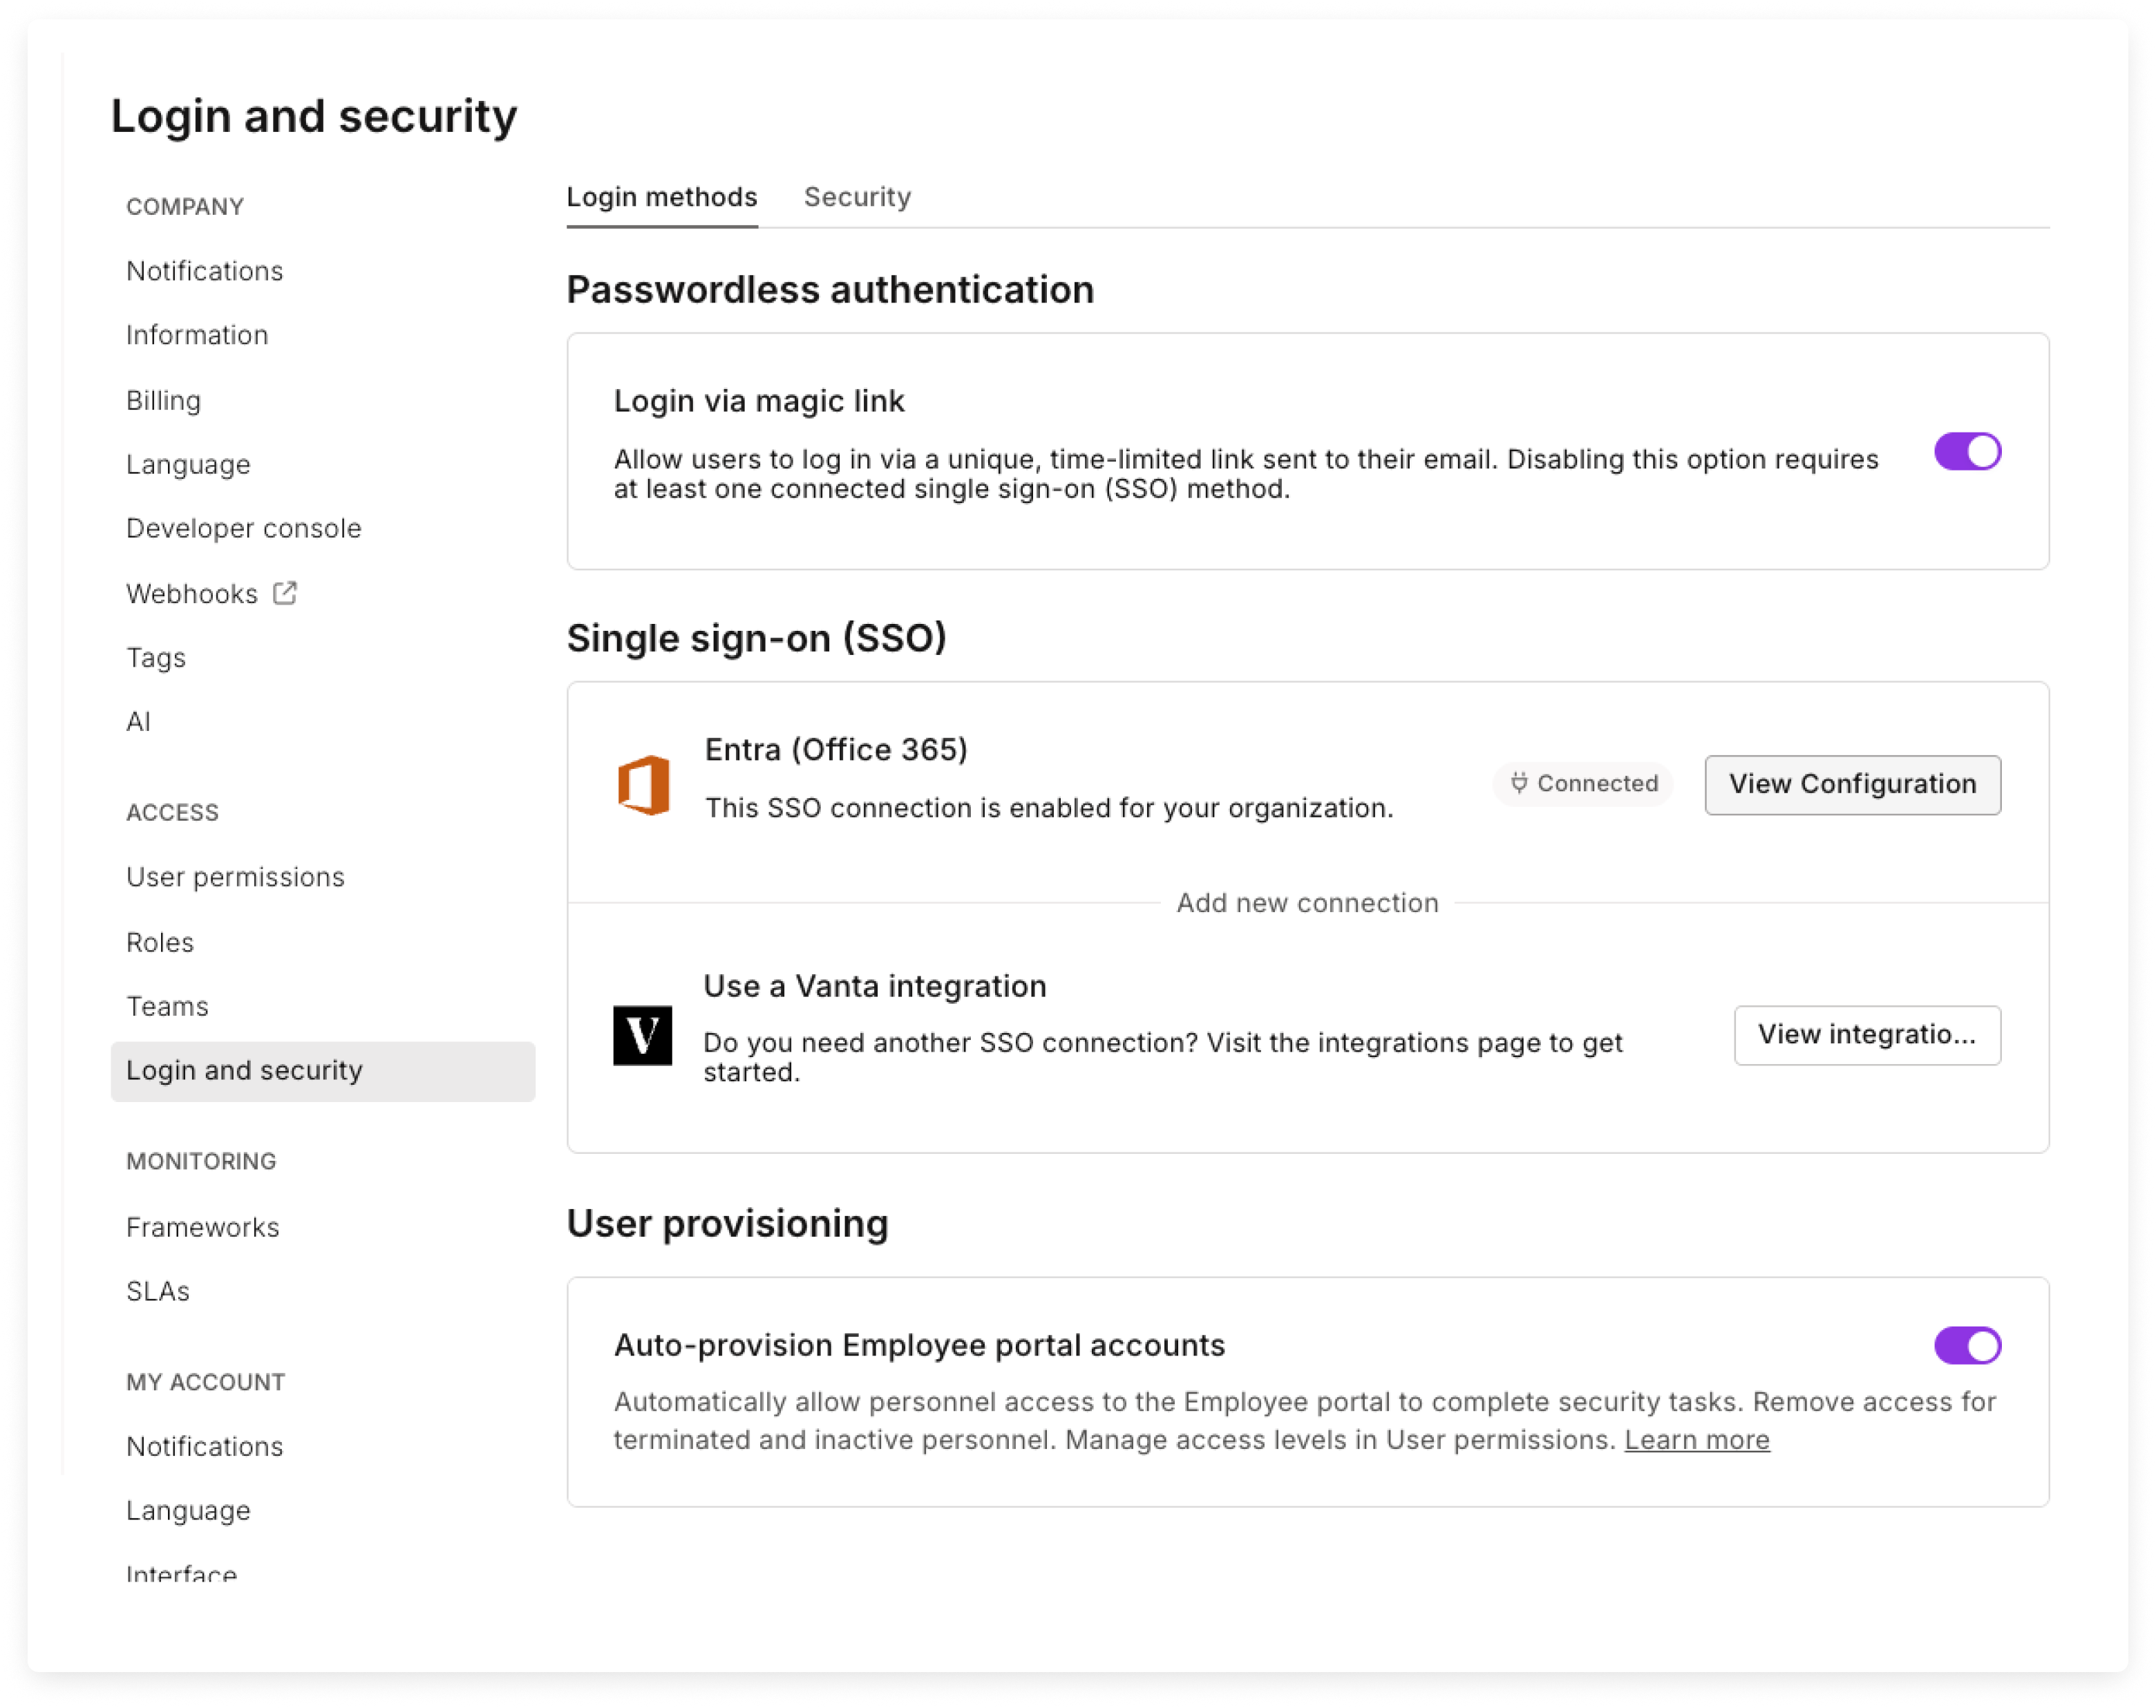 Login and security
COMPANY
Notifications
Information
Billing
Language
Developer console
Webhooks
Tags
AI
ACCESS
User permissions
Roles
Teams
Login and security
MONITORING
Frameworks
SLAs
MY ACCOUNT
Notifications
Language
Interface
Login methods Security
Passwordless authentication
Login via magic link
Allow users to log in via a unique, time-limited link sent to their email. Disabling this option requires
at least one connected single sign-on (SSO) method.
Single sign-on (SSO)
Entra (Office 365)
This SSO connection is enabled for your organization.
Connected
View Configuration
Add new connection
V
Use a Vanta integration
Do you need another SSO connection? Visit the integrations page to get
started.
View integratio...
User provisioning
Auto-provision Employee portal accounts
Automatically allow personnel access to the Employee portal to complete security tasks. Remove access for
terminated and inactive personnel. Manage access levels in User permissions. Learn more